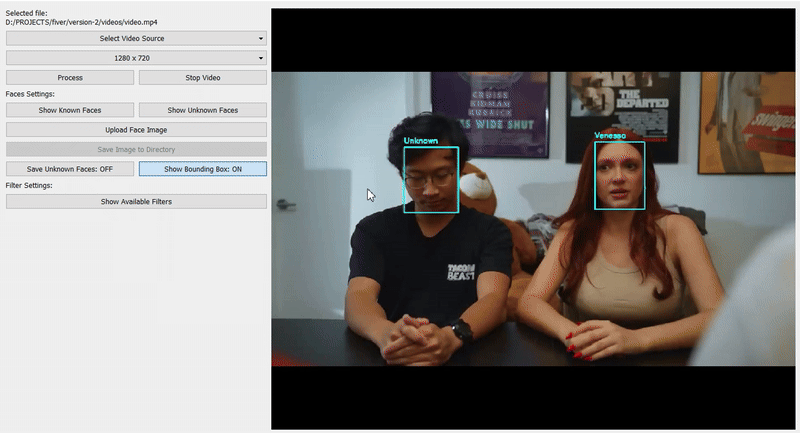 Selected file:
D:/PROJECTS/fiver/version-2/videos/video.mp4
Select Video Source
1280 x 720
Process
Stop Video
Faces Settings:
Show Known Faces
Show Unknown Faces
Upload Face Image
Save Image to Directory
Save Unknown Faces: OFF
Show Bounding Box: ON
Filter Settings:
Show Available Filters
CRUISE
KIDMAN
KUBRICK
EYES WIDE SHUT
THE
DEPARTED
swingers
Unknown
Venessa
BEAST